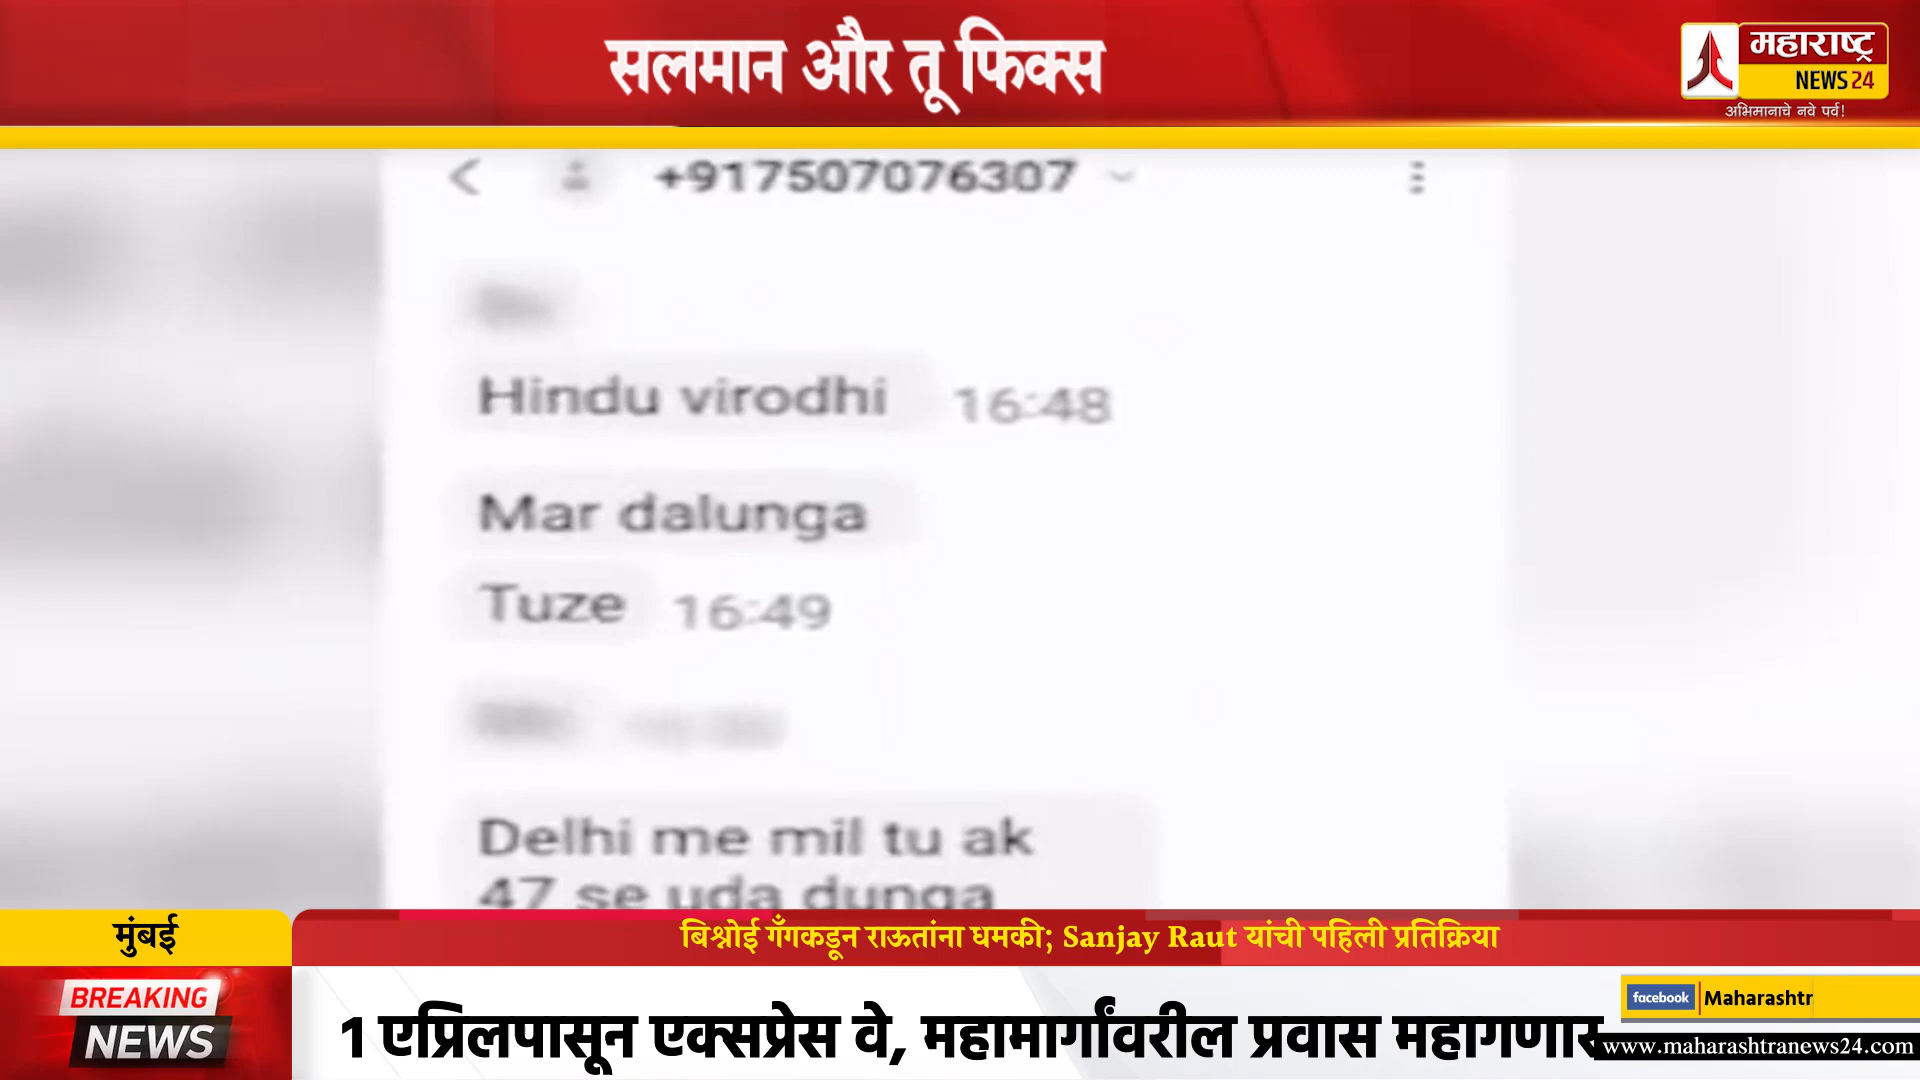 सलमान और तू फिक्स
महाराष्ट्र
NEWS 24
अभिमानाचे नवे पर्व!
+917507076307
Hindu virodhi 16:48
Mar dalunga
Tuze 16:49
Delhi me mil tu ak
47 se uda dunga
मुंबई
बिश्नोई गँगकडून राऊतांना धमकी; Sanjay Raut यांची पहिली प्रतिक्रिया
BREAKING
NEWS
1 एप्रिलपासून एक्सप्रेस वे, महामार्गांवरील प्रवास महागणार
facebook Maharashtr
www.maharashtranews24.com